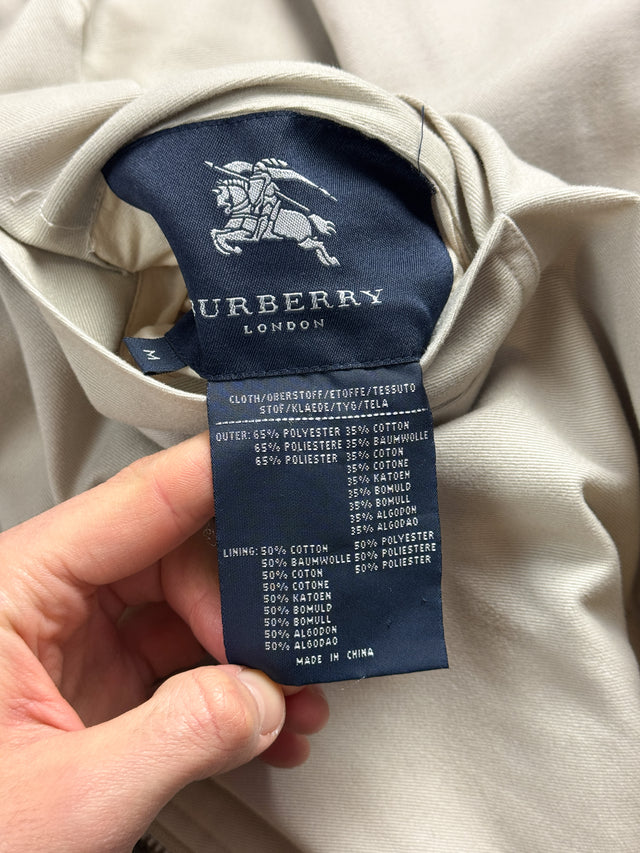 BURBERRY
LONDON
M
CLOTH/OBERSTOFF/ETOFFE/TESSUTO
STOF/KLAEDE/TYG/TELA
OUTER: 65% POLYESTER 35% COTTON
65% POLIESTERE 35% BAUMWOLLE
65% POLIESTER 35% COTON
35% COTONE
35% KATOEN
35% BOMULD
35% BOMULL
35% ALGODON
35% ALGODAO
LINING: 50% COTTON 50% POLYESTER
50% BAUMWOLLE 50% POLIESTERE
50% COTON 50% POLIESTER
50% COTONE
50% KATOEN
50% BOMULD
50% BOMULL
50% ALGODON
50% ALGODAO
MADE IN CHINA